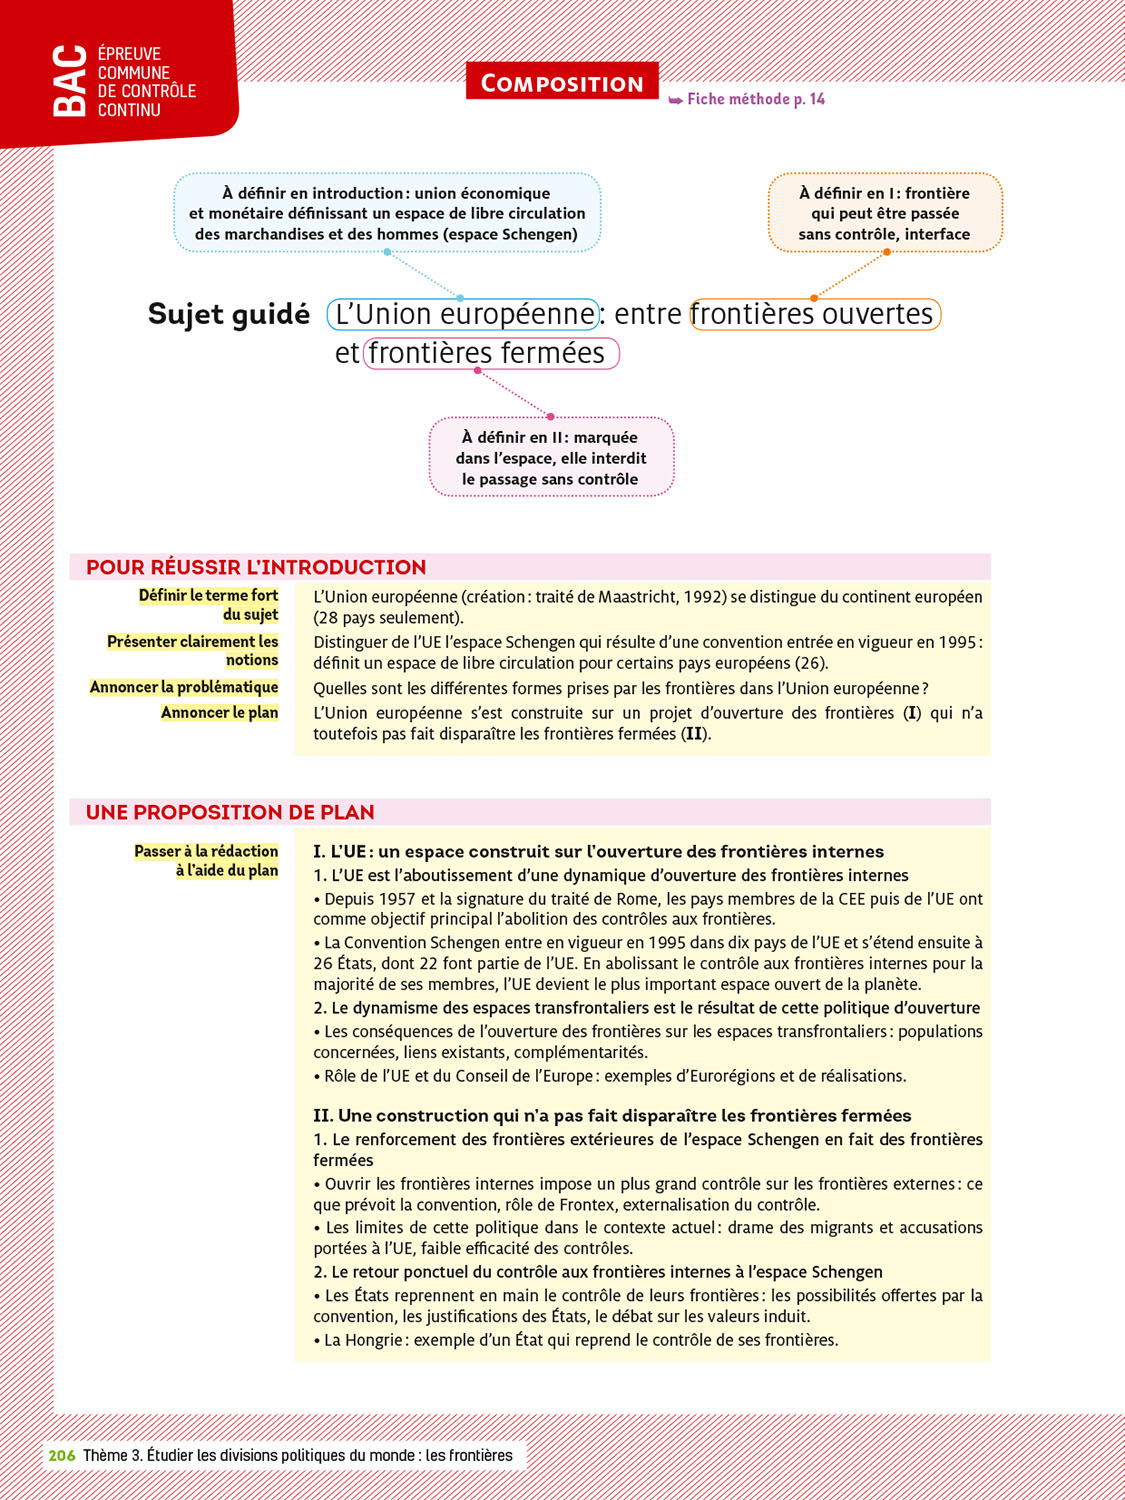 BAC
ÉPREUVE
COMMUNE
DE CONTRÔLE
CONTINU
COMPOSITION
➥ Fiche méthode p. 14
À définir en introduction : union économique
et monétaire définissant un espace de libre circulation
des marchandises et des hommes (espace Schengen)
À définir en I : frontière
qui peut être passée
sans contrôle, interface
Sujet guidé L’Union européenne : entre frontières ouvertes
et frontières fermées
À définir en II : marquée
dans l’espace, elle interdit
le passage sans contrôle
POUR RÉUSSIR L’INTRODUCTION
Définir le terme fort
du sujet
L’Union européenne (création : traité de Maastricht, 1992) se distingue du continent européen
(28 pays seulement).
Présenter clairement les
notions
Distinguer de l’UE l’espace Schengen qui résulte d’une convention entrée en vigueur en 1995 :
définit un espace de libre circulation pour certains pays européens (26).
Annoncer la problématique
Quelles sont les différentes formes prises par les frontières dans l’Union européenne ?
Annoncer le plan
L’Union européenne s’est construite sur un projet d’ouverture des frontières (I) qui n’a
toutefois pas fait disparaître les frontières fermées (II).
UNE PROPOSITION DE PLAN
Passer à la rédaction
à l’aide du plan
I. L’UE : un espace construit sur l’ouverture des frontières internes
1. L’UE est l’aboutissement d’une dynamique d’ouverture des frontières internes
• Depuis 1957 et la signature du traité de Rome, les pays membres de la CEE puis de l’UE ont
comme objectif principal l’abolition des contrôles aux frontières.
• La Convention Schengen entre en vigueur en 1995 dans dix pays de l’UE et s’étend ensuite à
26 États, dont 22 font partie de l’UE. En abolissant le contrôle aux frontières internes pour la
majorité de ses membres, l’UE devient le plus important espace ouvert de la planète.
2. Le dynamisme des espaces transfrontaliers est le résultat de cette politique d’ouverture
• Les conséquences de l’ouverture des frontières sur les espaces transfrontaliers : populations
concernées, liens existants, complémentarités.
• Rôle de l’UE et du Conseil de l’Europe : exemples d’Eurorégions et de réalisations.
II. Une construction qui n’a pas fait disparaître les frontières fermées
1. Le renforcement des frontières extérieures de l’espace Schengen en fait des frontières
fermées
• Ouvrir les frontières internes impose un plus grand contrôle sur les frontières externes : ce
que prévoit la convention, rôle de Frontex, externalisation du contrôle.
• Les limites de cette politique dans le contexte actuel : drame des migrants et accusations
portées à l’UE, faible efficacité des contrôles.
2. Le retour ponctuel du contrôle aux frontières internes à l’espace Schengen
• Les États reprennent en main le contrôle de leurs frontières : les possibilités offertes par la
convention, les justifications des États, le débat sur les valeurs induit.
• La Hongrie : exemple d’un État qui reprend le contrôle de ses frontières.
206 Thème 3. Étudier les divisions politiques du monde : les frontières